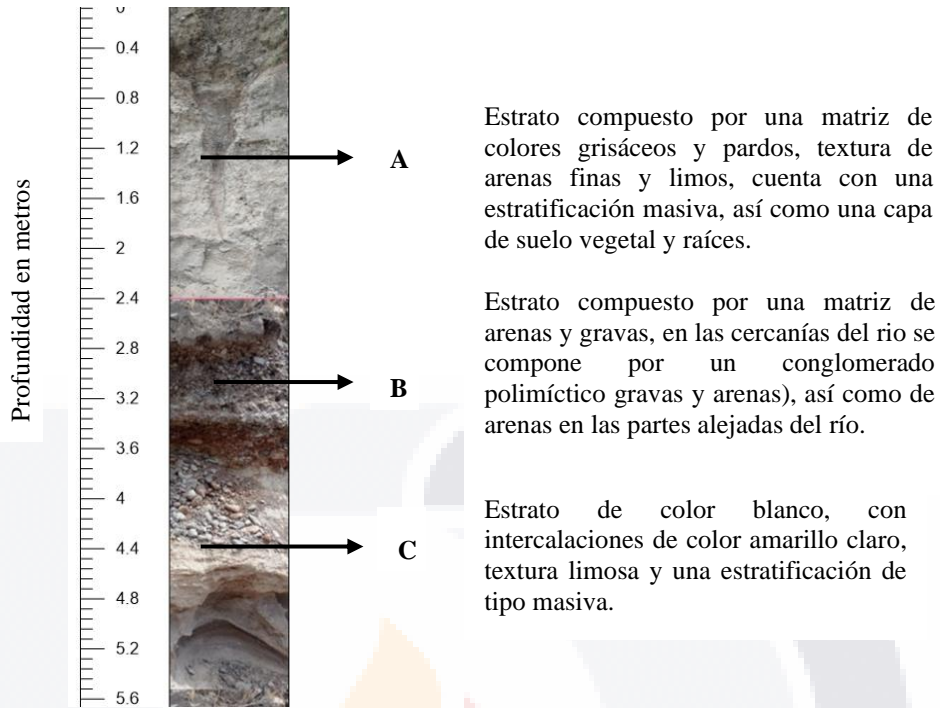 0
0.4
0.8
1.2
1.6
2
2.4
2.8
3.2
3.6
4
4.4
4.8
5.2
5.6
Profundidad en metros
A
Estrato compuesto por una matriz de
colores grisáceos y pardos, textura de
arenas finas y limos, cuenta con una
estratificación masiva, así como una capa
de suelo vegetal y raíces.
B
Estrato compuesto por una matriz de
arenas y gravas, en las cercanías del rio se
compone por un conglomerado
polimíctico gravas y arenas), así como de
arenas en las partes alejadas del río.
C
Estrato de color blanco, con
intercalaciones de color amarillo claro,
textura limosa y una estratificación de
tipo masiva.